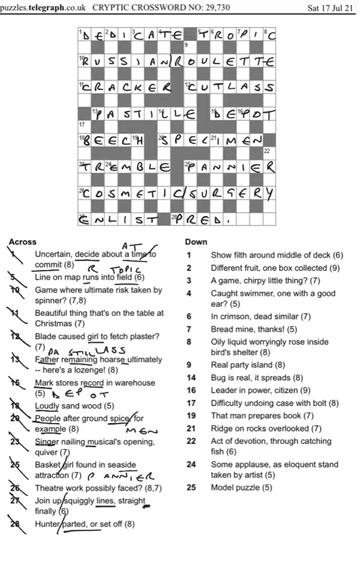 puzzles.telegraph.co.uk CRYPTIC CROSSWORD NO: 29,730 Sat 17 Jul 21
DEDICATE TROPIC
RUSSIAN/ROULETTE
CRACKER CUTLASS
PASTILLE DEPOT
BEECH SPECIMEN
TREMBLE PANNIER
COSMETIC/SURGERY
ENLIST PRED.
Across
AT
1 Uncertain, decide about a time to
commit (8)
R TOPIC
5 Line on map runs into field (6)
10 Game where ultimate risk taken by
spinner? (7,8)
11 Beautiful thing that's on the table at
Christmas (7)
12 Blade caused girl to fetch plaster?
(7) LASS
PA STILL
13 Father remaining hoarse ultimately
-- here's a lozenge! (8)
15 Mark stores record in warehouse
(5) DEPOT
18 Loudly sand wood (5)
20 People after ground spice/for
example (8) MEN
23 Singer nailing musical's opening,
quiver (7)
25 Basket girl found in seaside
attraction (7) P ANNIER
26 Theatre work possibly faced? (8,7)
27 Join up/squiggly lines, straight
finally (6)
28 Hunter/parted, or set off (8)
Down
1 Show filth around middle of deck (6)
2 Different fruit, one box collected (9)
3 A game, chirpy little thing? (7)
4 Caught swimmer, one with a good
ear? (5)
6 In crimson, dead similar (7)
7 Bread mine, thanks! (5)
8 Oily liquid worryingly rose inside
bird's shelter (8)
9 Real party island (8)
14 Bug is real, it spreads (8)
16 Leader in power, citizen (9)
17 Difficulty undoing case with bolt (8)
19 That man prepares book (7)
21 Ridge on rocks overlooked (7)
22 Act of devotion, through catching
fish (6)
24 Some applause, as eloquent stand
taken by artist (5)
25 Model puzzle (5)